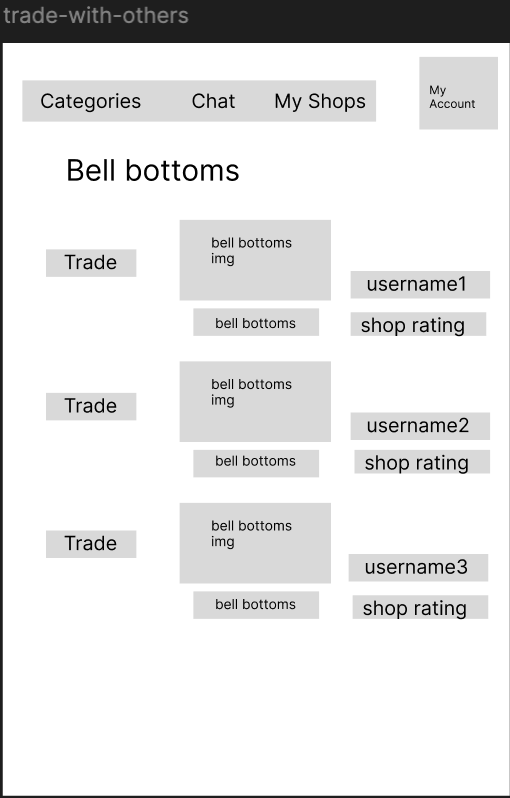 trade-with-others
Categories Chat My Shops
My
Account
Bell bottoms
Trade
bell bottoms
img
username1
bell bottoms
shop rating
Trade
bell bottoms
img
username2
bell bottoms
shop rating
Trade
bell bottoms
img
username3
bell bottoms
shop rating